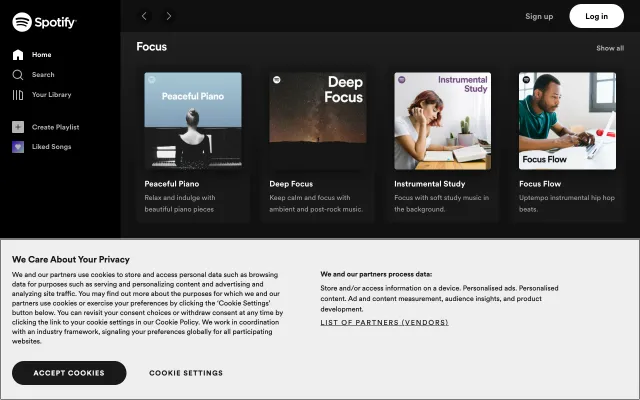 Spotify
Home
Search
Your Library
Create Playlist
Liked Songs
Sign up
Log in
Focus
Show all
Peaceful Piano
Deep
Focus
Instrumental
Study
Focus Flow
Peaceful Piano
Relax and indulge with
beautiful piano pieces
Deep Focus
Keep calm and focus with
ambient and post-rock music.
Instrumental Study
Focus with soft study music in
the background.
Focus Flow
Uptempo instrumental hip hop
beats.
We Care About Your Privacy
We and our partners use cookies to store and access personal data such as browsing
data for purposes such as serving and personalizing content and advertising and
analyzing site traffic. You may find out more about the purposes for which we and our
partners use cookies or exercise your preferences by clicking the 'Cookie Settings'
button below. You can revisit your consent choices or withdraw consent at any time by
clicking the link to your cookie settings in our Cookie Policy. We work in coordination
with an industry framework, signaling your preferences globally for all participating
websites.
We and our partners process data:
Store and/or access information on a device. Personalised ads. Personalised
content. Ad and content measurement, audience insights, and product
development.
LIST OF PARTNERS (VENDORS)
ACCEPT COOKIES
COOKIE SETTINGS